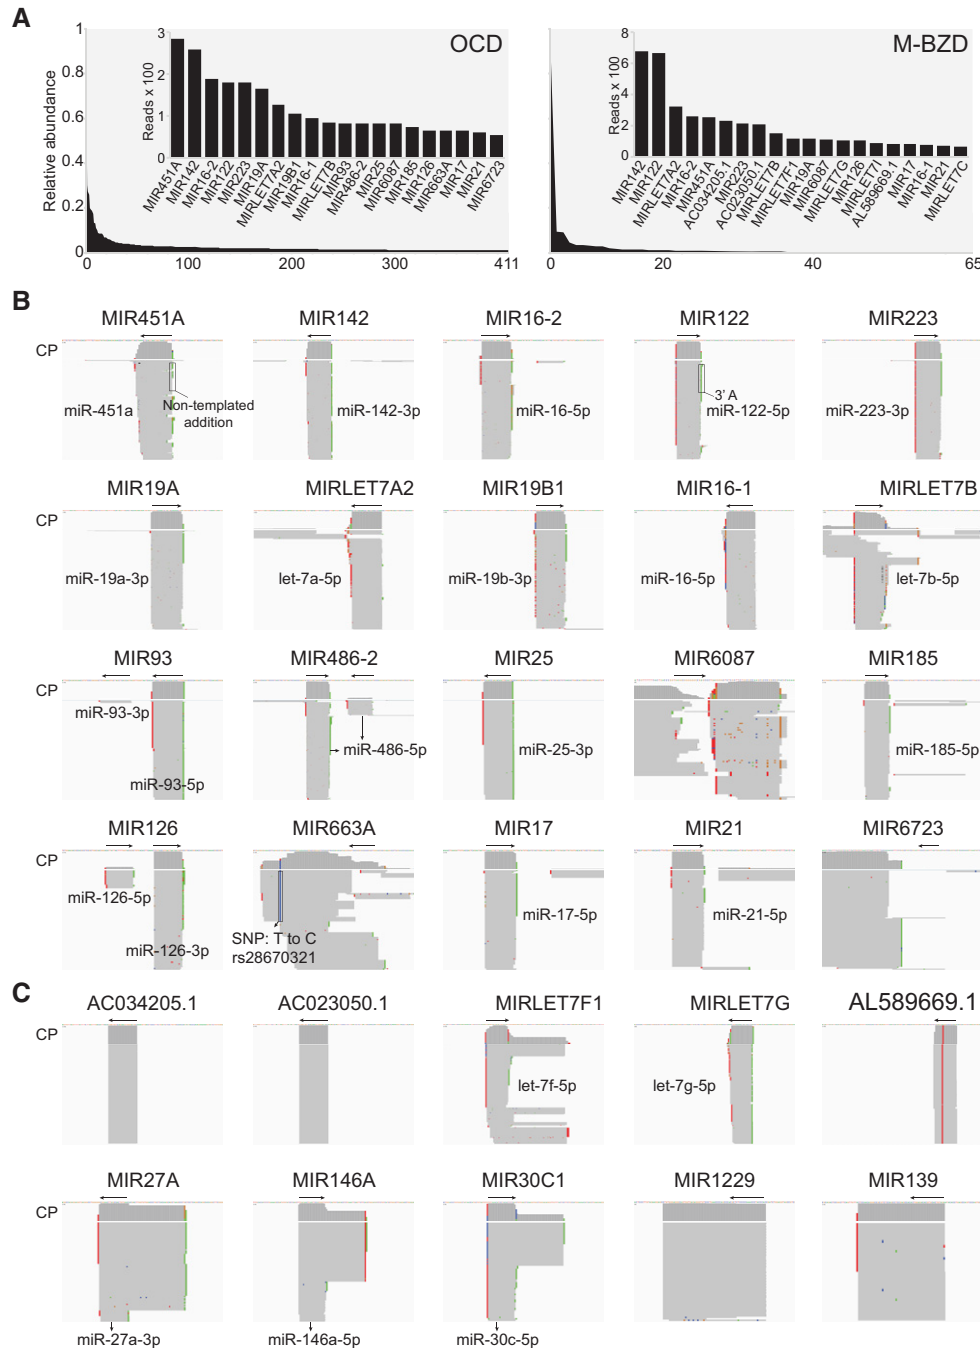 A
OCD
M-BZD
Relative abundance
1
0.8
0.6
0.4
0.2
0
Reads x 100
3
2
1
0
MIR451A
MIR142
MIR16-2
MIR122
MIR223
MIR19A
MIRLET7A2
MIR19B1
MIR16-1
MIRLET7B
MIR93
MIR486-2
MIR25
MIR6087
MIR185
MIR126
MIR663A
MIR17
MIR21
MIR6723
0
100
200
300
411
Reads x 100
8
6
4
2
0
MIR142
MIR122
MIRLET7A2
MIR16-2
MIR451A
AC034205.1
MIR223
AC023050.1
MIRLET7B
MIRLET7F1
MIR19A
MIR6087
MIRLET7G
MIR126
MIRLET7I
AL589669.1
MIR17
MIR16-1
MIR21
MIRLET7C
0
20
40
65
B
MIR451A
MIR142
MIR16-2
MIR122
MIR223
CP
miR-451a
Non-templated
addition
miR-142-3p
miR-16-5p
3' A
miR-122-5p
miR-223-3p
MIR19A
MIRLET7A2
MIR19B1
MIR16-1
MIRLET7B
CP
miR-19a-3p
let-7a-5p
miR-19b-3p
miR-16-5p
let-7b-5p
MIR93
MIR486-2
MIR25
MIR6087
MIR185
CP
miR-93-3p
miR-93-5p
miR-486-5p
miR-25-3p
miR-185-5p
MIR126
MIR663A
MIR17
MIR21
MIR6723
CP
miR-126-5p
miR-126-3p
SNP: T to C
rs28670321
miR-17-5p
miR-21-5p
C
AC034205.1
AC023050.1
MIRLET7F1
MIRLET7G
AL589669.1
CP
let-7f-5p
let-7g-5p
MIR27A
MIR146A
MIR30C1
MIR1229
MIR139
CP
miR-27a-3p
miR-146a-5p
miR-30c-5p